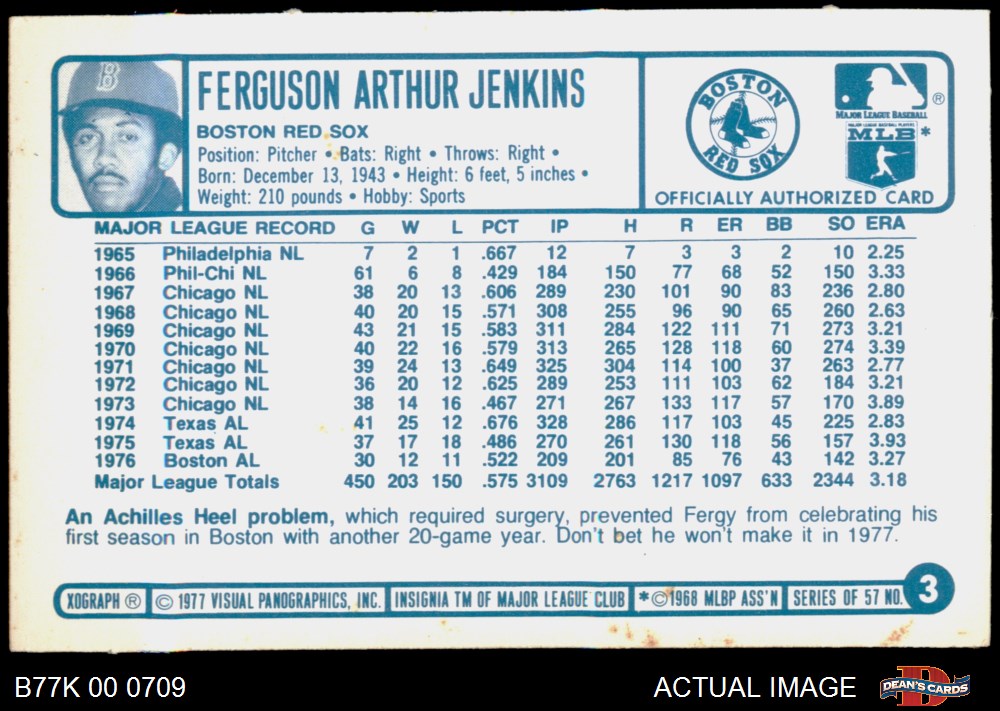 B
FERGUSON ARTHUR JENKINS
BOSTON RED SOX
Position: Pitcher • Bats: Right • Throws: Right •
Born: December 13, 1943 • Height: 6 feet, 5 inches •
Weight: 210 pounds • Hobby: Sports
BOSTON
RED SOX
®
MAJOR LEAGUE BASEBALL
MAJOR LEAGUE BASEBALL PLAYERS
MLB *
OFFICIALLY AUTHORIZED CARD
MAJOR LEAGUE RECORD G W L PCT IP H R ER BB SO ERA
1965 Philadelphia NL 7 2 1 .667 12 7 3 3 2 10 2.25
1966 Phil-Chi NL 61 6 8 .429 184 150 77 68 52 150 3.33
1967 Chicago NL 38 20 13 .606 289 230 101 90 83 236 2.80
1968 Chicago NL 40 20 15 .571 308 255 96 90 65 260 2.63
1969 Chicago NL 43 21 15 .583 311 284 122 111 71 273 3.21
1970 Chicago NL 40 22 16 .579 313 265 128 118 60 274 3.39
1971 Chicago NL 39 24 13 .649 325 304 114 100 37 263 2.77
1972 Chicago NL 36 20 12 .625 289 253 111 103 62 184 3.21
1973 Chicago NL 38 14 16 .467 271 267 133 117 57 170 3.89
1974 Texas AL 41 25 12 .676 328 286 117 103 45 225 2.83
1975 Texas AL 37 17 18 .486 270 261 130 118 56 157 3.93
1976 Boston AL 30 12 11 .522 209 201 85 76 43 142 3.27
Major League Totals 450 203 150 .575 3109 2763 1217 1097 633 2344 3.18
An Achilles Heel problem, which required surgery, prevented Fergy from celebrating his
first season in Boston with another 20-game year. Don't bet he won't make it in 1977.
XOGRAPH ® © 1977 VISUAL PANOGRAPHICS, INC. INSIGNIA TM OF MAJOR LEAGUE CLUB * © 1968 MLBP ASS'N SERIES OF 57 NO. 3
B77K 00 0709 ACTUAL IMAGE DEAN'S CARDS